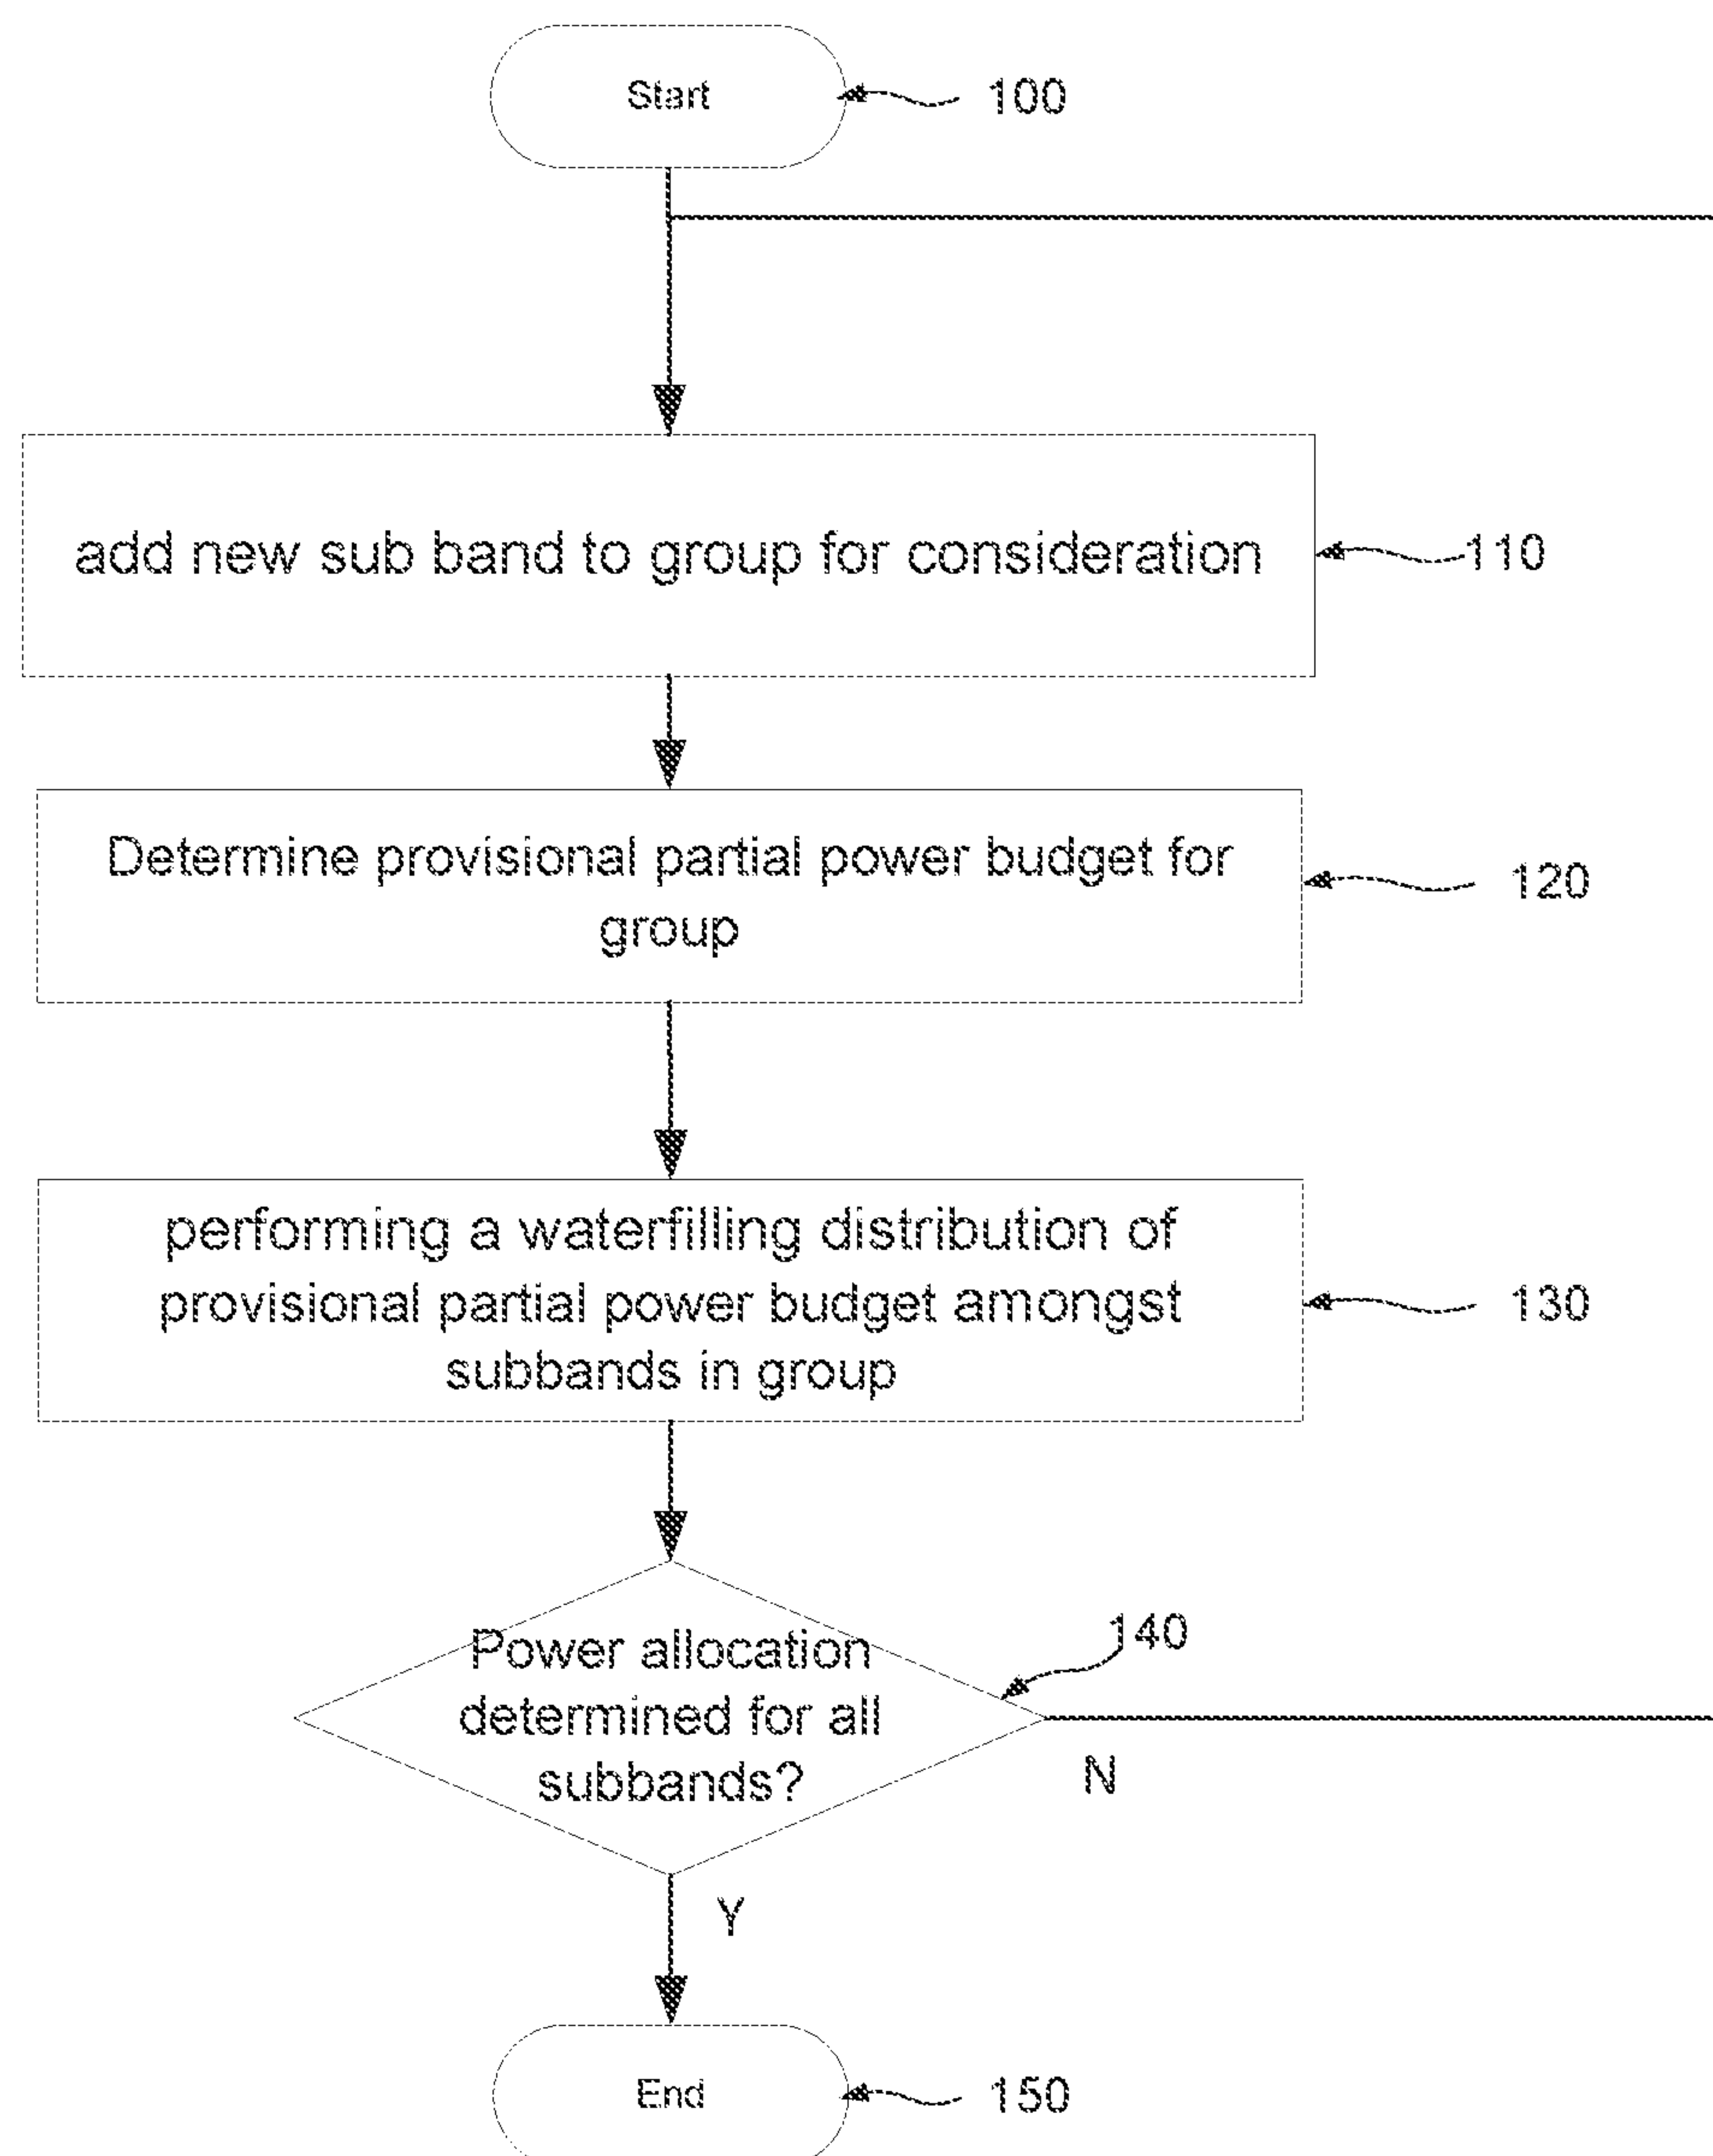 Start
100
add new sub band to group for consideration
110
Determine provisional partial power budget for
group
120
performing a waterfilling distribution of
provisional partial power budget amongst
subbands in group
130
Power allocation
determined for all
subbands?
140
N
Y
End
150